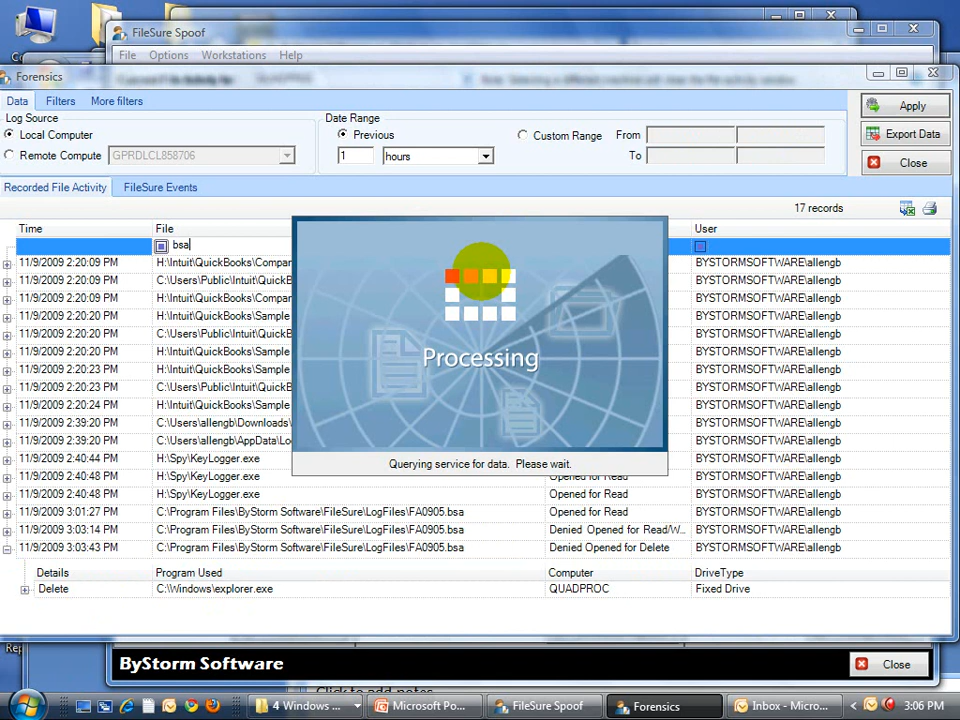 FileSure Spoof
File Options Workstations Help
Forensics
Data Filters More filters
Log Source
Date Range
Apply
Local Computer
Previous
Custom Range From
Export Data
Remote Compute GPRDLCL858706
1 hours
To
Close
Recorded File Activity FileSure Events
17 records
Time File User
bsa
11/9/2009 2:20:09 PM H:\Intuit\QuickBooks\Compar BYSTORMSOFTWARE\allengb
11/9/2009 2:20:09 PM C:\Users\Public\Intuit\QuickB BYSTORMSOFTWARE\allengb
11/9/2009 2:20:09 PM H:\Intuit\QuickBooks\Compar BYSTORMSOFTWARE\allengb
11/9/2009 2:20:20 PM H:\Intuit\QuickBooks\Sample BYSTORMSOFTWARE\allengb
11/9/2009 2:20:20 PM C:\Users\Public\Intuit\QuickB BYSTORMSOFTWARE\allengb
11/9/2009 2:20:20 PM H:\Intuit\QuickBooks\Sample BYSTORMSOFTWARE\allengb
11/9/2009 2:20:23 PM H:\Intuit\QuickBooks\Sample BYSTORMSOFTWARE\allengb
11/9/2009 2:20:23 PM C:\Users\Public\Intuit\QuickB BYSTORMSOFTWARE\allengb
11/9/2009 2:20:24 PM H:\Intuit\QuickBooks\Sample BYSTORMSOFTWARE\allengb
11/9/2009 2:39:20 PM C:\Users\allengb\Downloads\ BYSTORMSOFTWARE\allengb
11/9/2009 2:39:20 PM C:\Users\allengb\AppData\Lo BYSTORMSOFTWARE\allengb
11/9/2009 2:40:44 PM H:\Spy\KeyLogger.exe BYSTORMSOFTWARE\allengb
11/9/2009 2:40:48 PM H:\Spy\KeyLogger.exe Opened for Read BYSTORMSOFTWARE\allengb
11/9/2009 2:40:48 PM H:\Spy\KeyLogger.exe Opened for Read BYSTORMSOFTWARE\allengb
11/9/2009 3:01:27 PM C:\Program Files\ByStorm Software\FileSure\LogFiles\FA0905.bsa Opened for Read BYSTORMSOFTWARE\allengb
11/9/2009 3:03:14 PM C:\Program Files\ByStorm Software\FileSure\LogFiles\FA0905.bsa Denied Opened for Read/W... BYSTORMSOFTWARE\allengb
11/9/2009 3:03:43 PM C:\Program Files\ByStorm Software\FileSure\LogFiles\FA0905.bsa Denied Opened for Delete BYSTORMSOFTWARE\allengb
Details Program Used Computer DriveType
Delete C:\Windows\explorer.exe QUADPROC Fixed Drive
Processing
Querying service for data. Please wait.
ByStorm Software
Close
Click to add notes
4 Windows ... Microsoft Po... FileSure Spoof Forensics Inbox - Micros... 3:06 PM